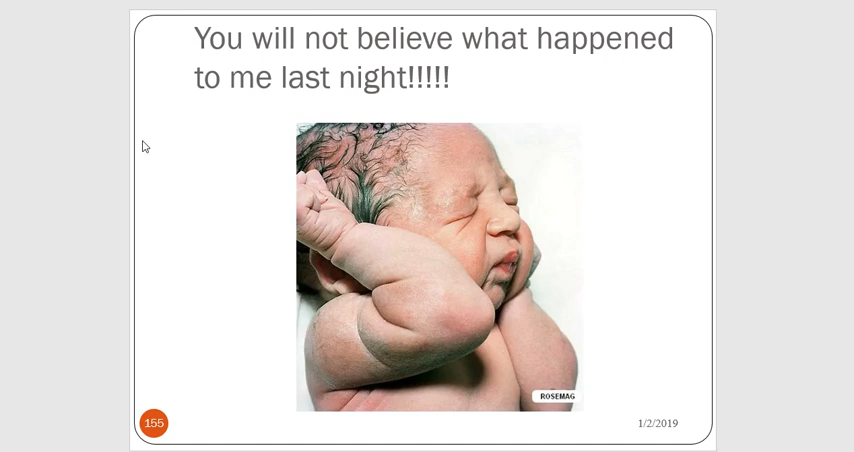 You will not believe what happened
to me last night!!!!!
ROSEMAG
155
1/2/2019